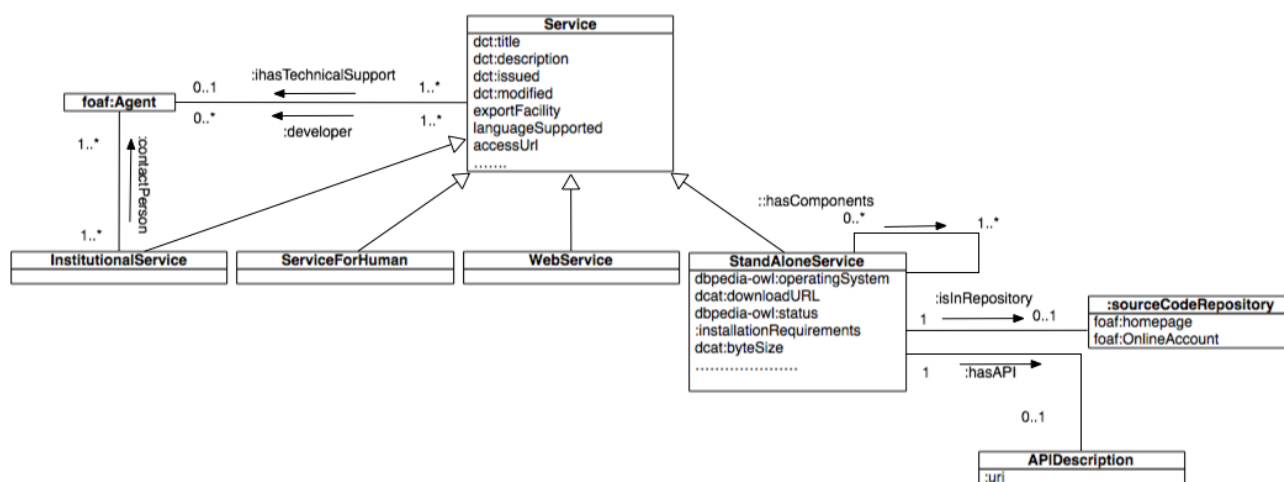 Service
dct:title
dct:description
dct:issued
dct:modified
exportFacility
languageSupported
accessUrl
.......
:ihasTechnicalSupport
0..1
1..*
foaf:Agent
0..*
1..*
:developer
1..*
:contactPerson
1..*
InstitutionalService
ServiceForHuman
WebService
::hasComponents
0..*
1..*
StandAloneService
dbpedia-owl:operatingSystem
dcat:downloadURL
dbpedia-owl:status
:installationRequirements
dcat:byteSize
.....................
:isInRepository
1
0..1
:sourceCodeRepository
foaf:homepage
foaf:OnlineAccount
1
:hasAPI
0..1
APIDescription
:uri